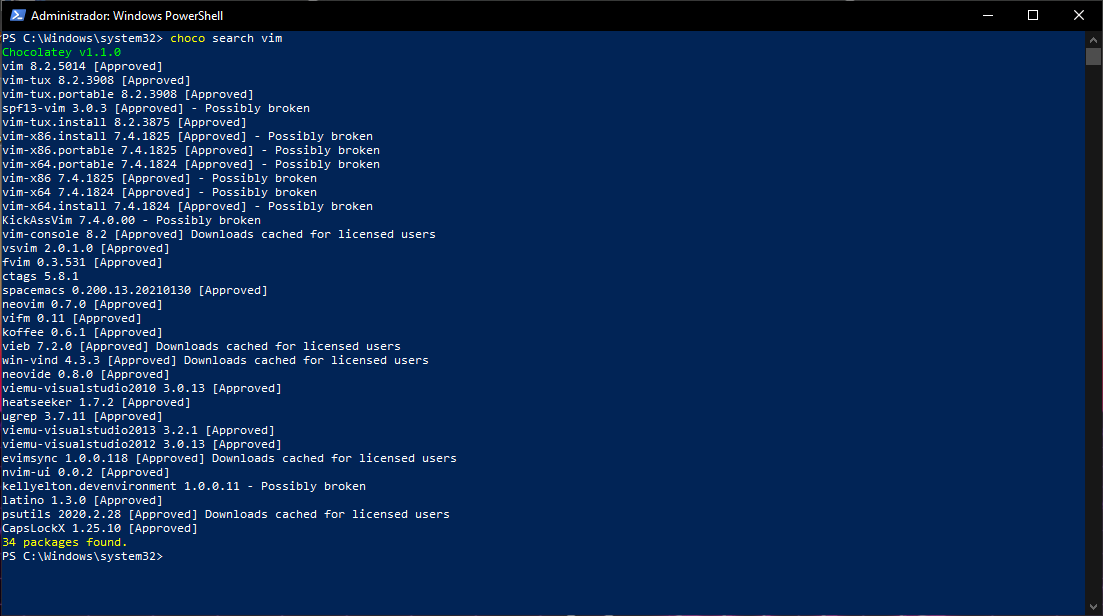 Administrador: Windows PowerShell
PS C:\Windows\system32> choco search vim
Chocolatey v1.1.0
vim 8.2.5014 [Approved]
vim-tux 8.2.3908 [Approved]
vim-tux.portable 8.2.3908 [Approved]
spf13-vim 3.0.3 [Approved] - Possibly broken
vim-tux.install 8.2.3875 [Approved]
vim-x86.install 7.4.1825 [Approved] - Possibly broken
vim-x86.portable 7.4.1825 [Approved] - Possibly broken
vim-x64.portable 7.4.1824 [Approved] - Possibly broken
vim-x86 7.4.1825 [Approved] - Possibly broken
vim-x64 7.4.1824 [Approved] - Possibly broken
vim-x64.install 7.4.1824 [Approved] - Possibly broken
KickAssVim 7.4.0.00 - Possibly broken
vim-console 8.2 [Approved] Downloads cached for licensed users
vsvim 2.0.1.0 [Approved]
fvim 0.3.531 [Approved]
ctags 5.8.1
spacemacs 0.200.13.20210130 [Approved]
neovim 0.7.0 [Approved]
vifm 0.11 [Approved]
koffee 0.6.1 [Approved]
vieb 7.2.0 [Approved] Downloads cached for licensed users
win-vind 4.3.3 [Approved] Downloads cached for licensed users
neovide 0.8.0 [Approved]
viemu-visualstudio2010 3.0.13 [Approved]
heatseeker 1.7.2 [Approved]
ugrep 3.7.11 [Approved]
viemu-visualstudio2013 3.2.1 [Approved]
viemu-visualstudio2012 3.0.13 [Approved]
evimsync 1.0.0.118 [Approved] Downloads cached for licensed users
nvim-ui 0.0.2 [Approved]
kellyelton.devenvironment 1.0.0.11 - Possibly broken
latino 1.3.0 [Approved]
psutils 2020.2.28 [Approved] Downloads cached for licensed users
CapsLockX 1.25.10 [Approved]
34 packages found.
PS C:\Windows\system32>